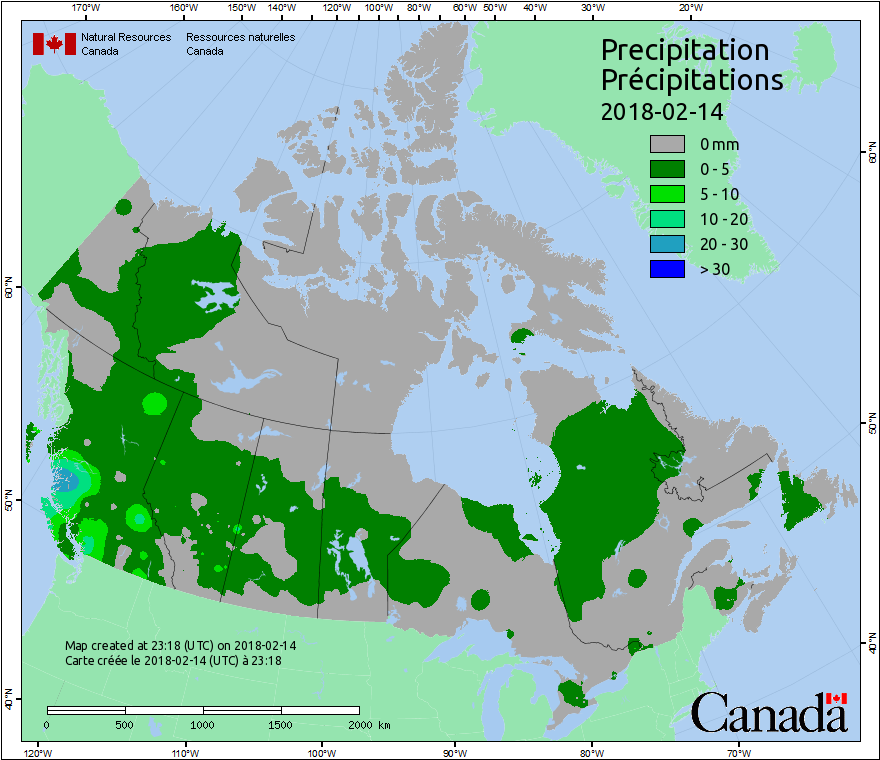 170°W 160°W 150°W 140°W 130°W 120°W 110°W 100°W 90°W 80°W 60°W 50°W 40°W 30°W 20°W
Natural Resources Ressources naturelles
Canada Canada
Precipitation
Précipitations
2018-02-14
0 mm
0 - 5
5 - 10
10 - 20
20 - 30
> 30
60°N
50°N
40°N
60°N
50°N
40°N
Map created at 23:18 (UTC) on 2018-02-14
Carte créée le 2018-02-14 (UTC) à 23:18
0 500 1000 1500 2000 km
Canada
120°W 110°W 100°W 90°W 80°W 70°W